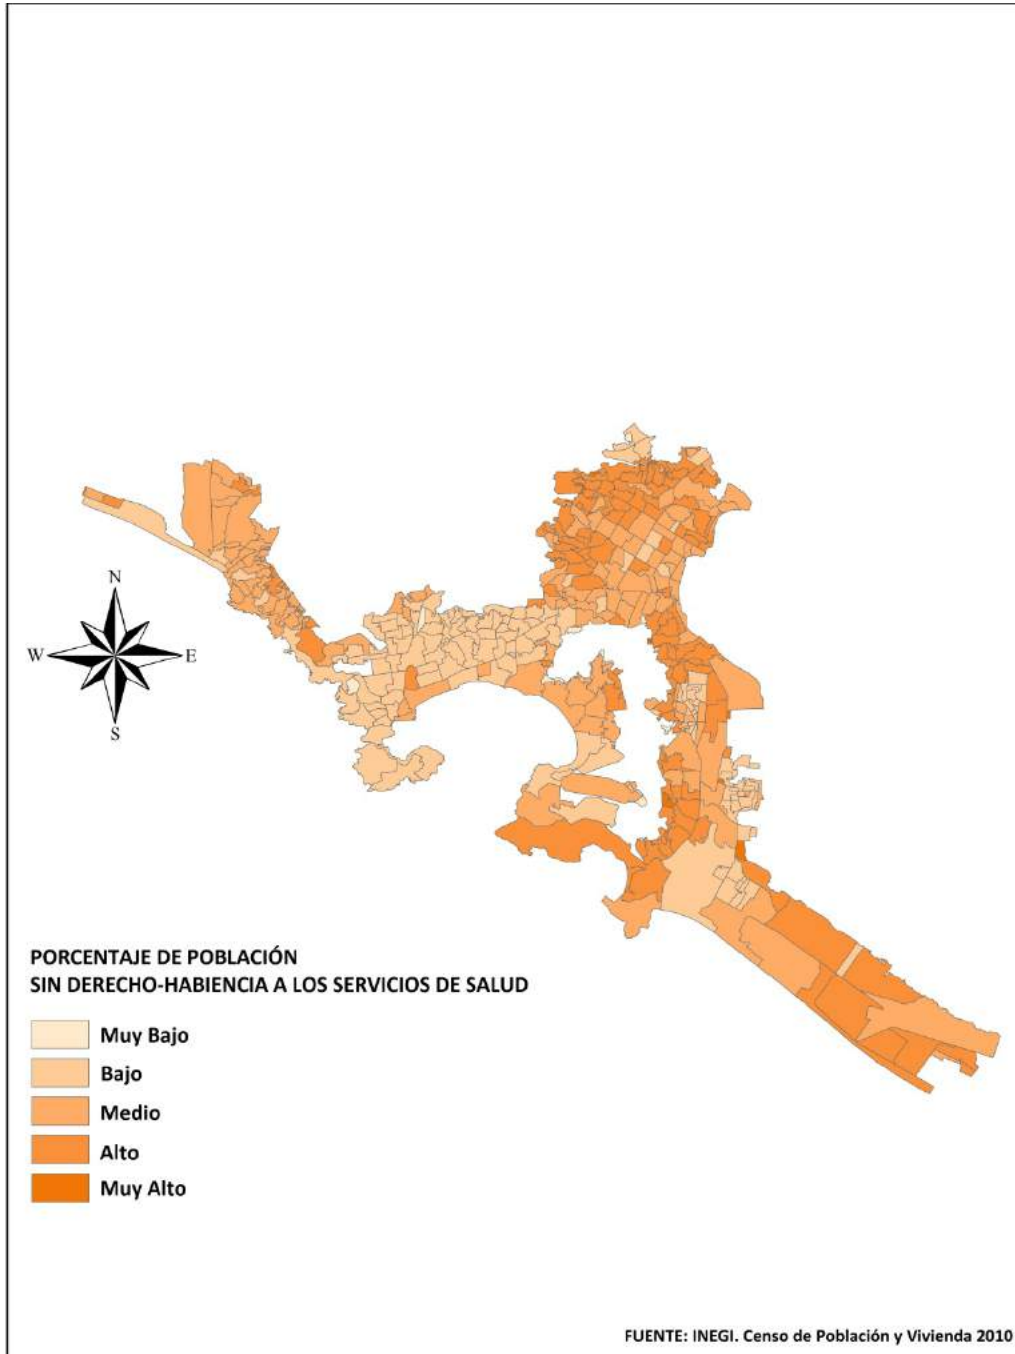 N
W
E
S
PORCENTAJE DE POBLACIÓN
SIN DERECHO-HABIENCIA A LOS SERVICIOS DE SALUD
Muy Bajo
Bajo
Medio
Alto
Muy Alto
FUENTE: INEGI. Censo de Población y Vivienda 2010